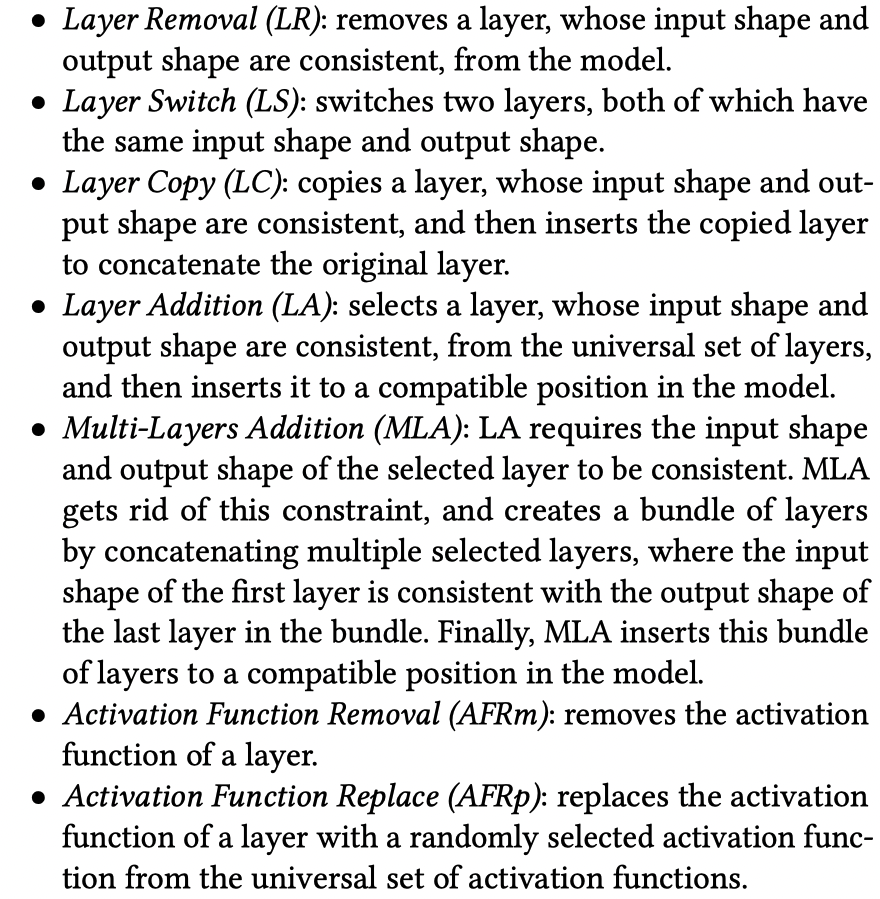 • Layer Removal (LR): removes a layer, whose input shape and
output shape are consistent, from the model.
• Layer Switch (LS): switches two layers, both of which have
the same input shape and output shape.
• Layer Copy (LC): copies a layer, whose input shape and out-
put shape are consistent, and then inserts the copied layer
to concatenate the original layer.
• Layer Addition (LA): selects a layer, whose input shape and
output shape are consistent, from the universal set of layers,
and then inserts it to a compatible position in the model.
• Multi-Layers Addition (MLA): LA requires the input shape
and output shape of the selected layer to be consistent. MLA
gets rid of this constraint, and creates a bundle of layers
by concatenating multiple selected layers, where the input
shape of the first layer is consistent with the output shape of
the last layer in the bundle. Finally, MLA inserts this bundle
of layers to a compatible position in the model.
• Activation Function Removal (AFRm): removes the activation
function of a layer.
• Activation Function Replace (AFRp): replaces the activation
function of a layer with a randomly selected activation func-
tion from the universal set of activation functions.